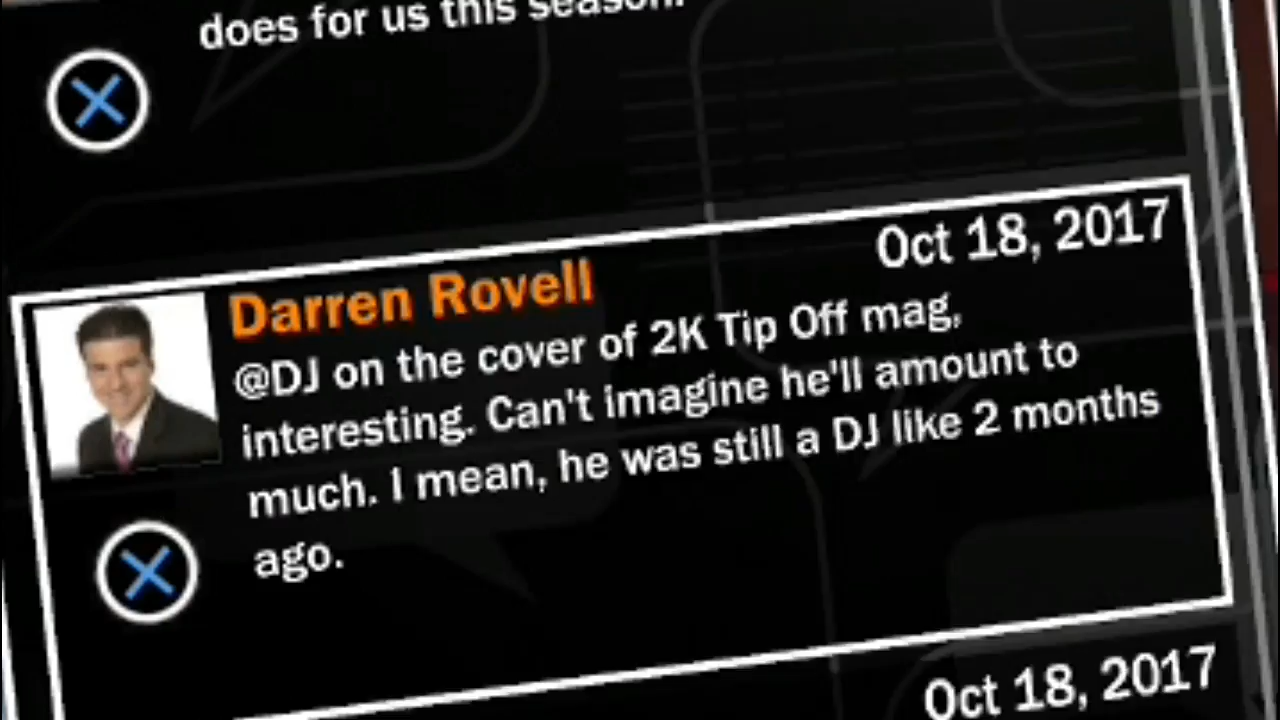 does for us this season.
Oct 18, 2017
Darren Rovell
@DJ on the cover of 2K Tip Off mag,
interesting. Can't imagine he'll amount to
much. I mean, he was still a DJ like 2 months
ago.
Oct 18, 2017